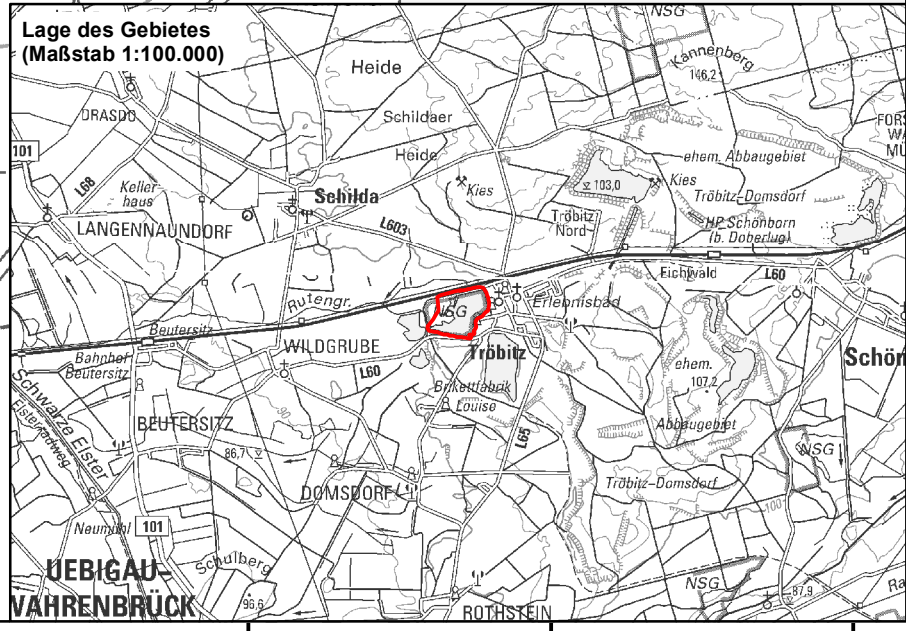 Lage des Gebietes
(Maßstab 1:100.000)
NSG
Kannenberg
146,2
Heide
DRASDO
Schildaer
Heide
101
L68
Keller-
haus
Schilda
Kies
103,0
Kies
ehem. Abbaugebiet
Tröbitz-Domsdorf
LANGENNAUNDORF
L603
Tröbitz
Nord
HP Schönborn
(b. Doberlug)
Eichwald
L60
Rutengr.
NSG
Erlebnisbad
Beutersitz
WILDGRUBE
Bahnhof
Beutersitz
L60
Tröbitz
ehem.
107,2
Schön
Brikettfabrik
Louise
Abbaugebiet
Schwarze Elster
Elsterradweg
BEUTERSITZ
86,7
90
L65
NSG
DOMSDORF
Tröbitz-Domsdorf
100
Neumühl
101
Schulberg
UEBIGAU-
WAHRENBRÜCK
96,6
ROTHSTEIN
NSG
87,9